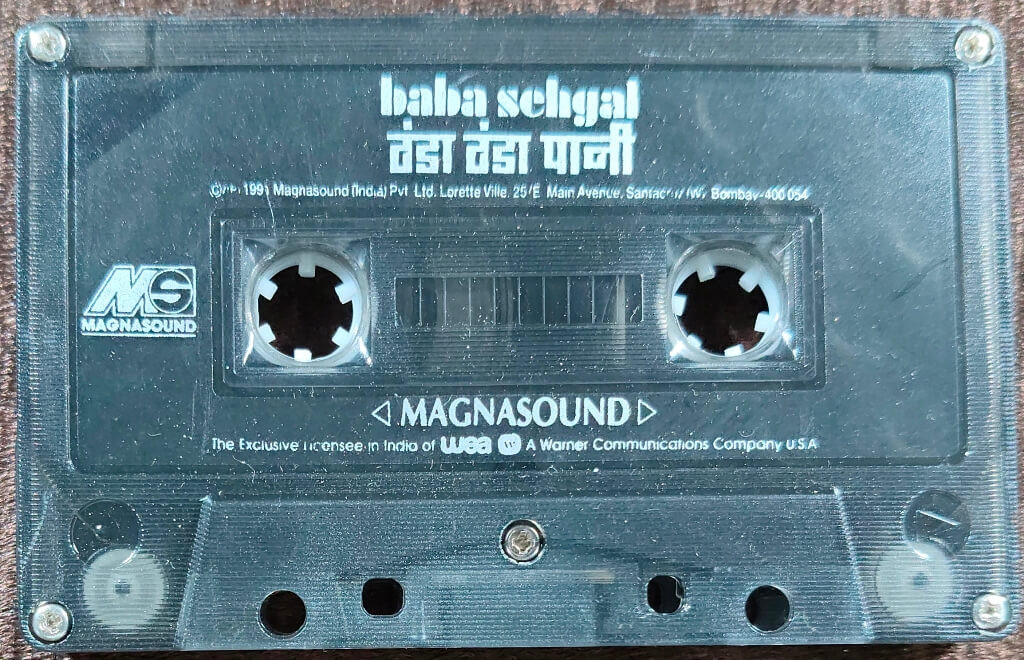 baba sehgal
ठंडा ठंडा पानी
1991 Magnasound (India) Pvt. Ltd. Lorette Ville, 25/E Main Avenue, Santacruz (W), Bombay-400 054
MS
MAGNASOUND
◁ MAGNASOUND ▷
The Exclusive Licensee in India of wea W A Warner Communications Company U.S.A